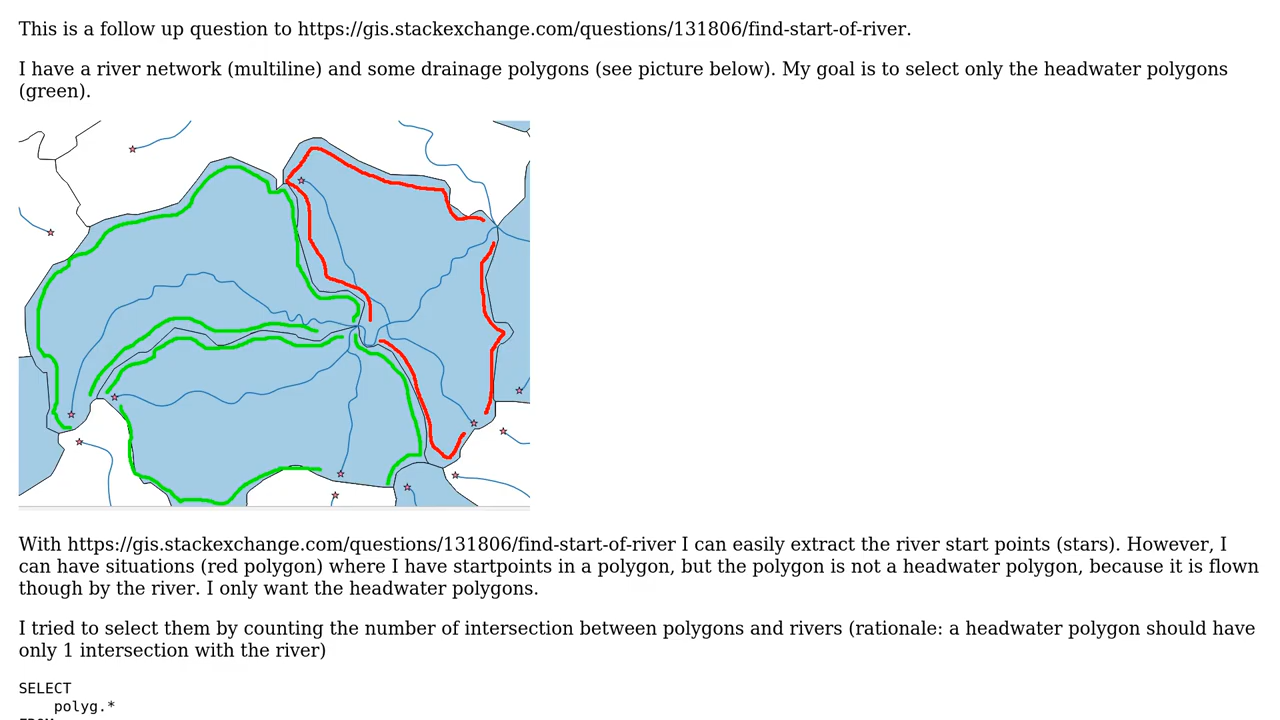 This is a follow up question to https://gis.stackexchange.com/questions/131806/find-start-of-river.
I have a river network (multiline) and some drainage polygons (see picture below). My goal is to select only the headwater polygons
(green).
With https://gis.stackexchange.com/questions/131806/find-start-of-river I can easily extract the river start points (stars). However, I
can have situations (red polygon) where I have startpoints in a polygon, but the polygon is not a headwater polygon, because it is flown
though by the river. I only want the headwater polygons.
I tried to select them by counting the number of intersection between polygons and rivers (rationale: a headwater polygon should have
only 1 intersection with the river)
SELECT
    polyg.*